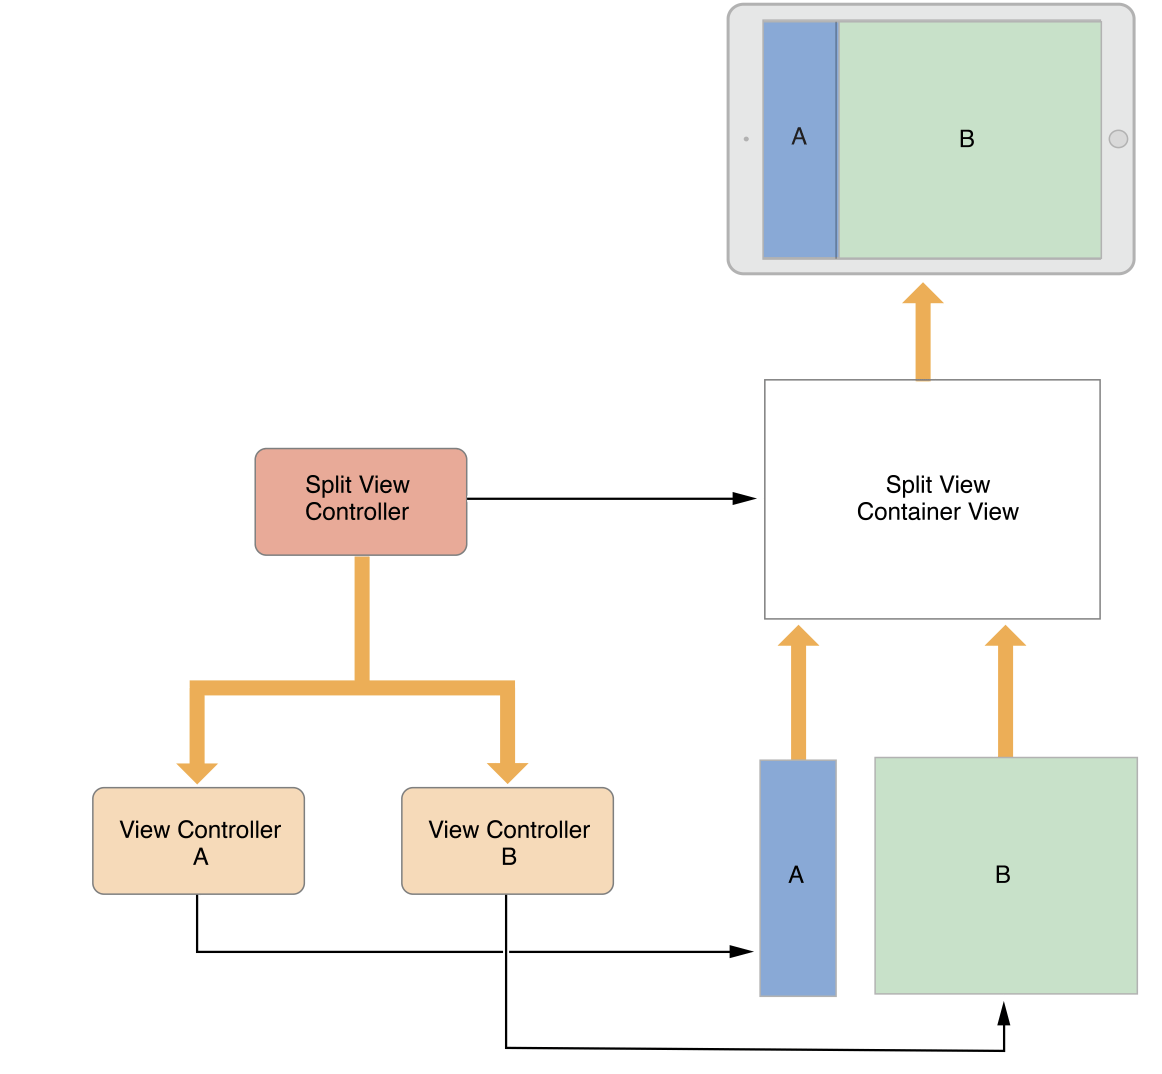 A
B
Split View
Controller
Split View
Container View
View Controller
A
View Controller
B
A
B